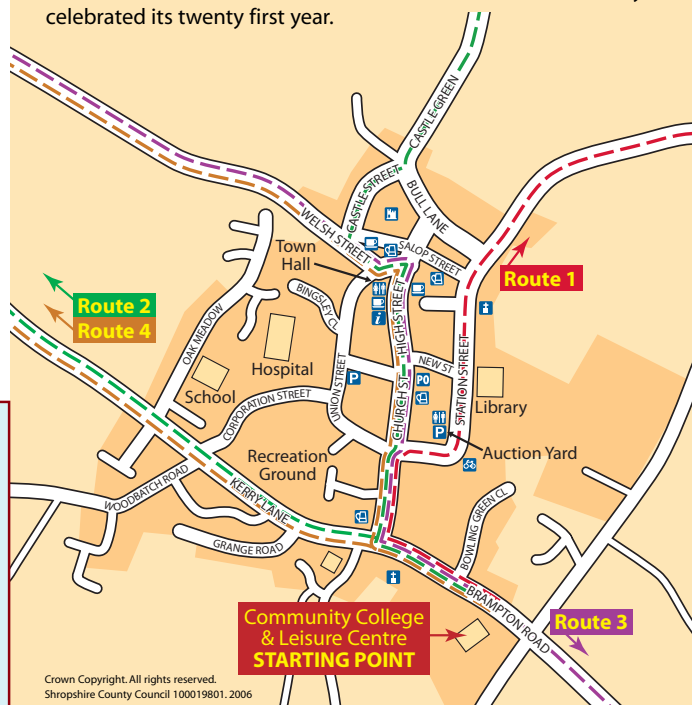 celebrated its twenty first year.
CASTLE GREEN
CASTLE STREET
BULL LANE
WELSH STREET
SALOP STREET
Town
Hall
Route 1
Route 2
Route 4
BINGSLEY CL
HIGH STREET
OAK MEADOW
Hospital
UNION STREET
P
i
NEW ST
PO
STATION STREET
School
CORPORATION STREET
CHURCH ST
Library
P
Auction Yard
Recreation
Ground
WOODBATCH ROAD
KERRY LANE
BOWLING GREEN CL
GRANGE ROAD
BRAMPTON ROAD
Community College
& Leisure Centre
STARTING POINT
Route 3
Crown Copyright. All rights reserved.
Shropshire County Council 100019801. 2006